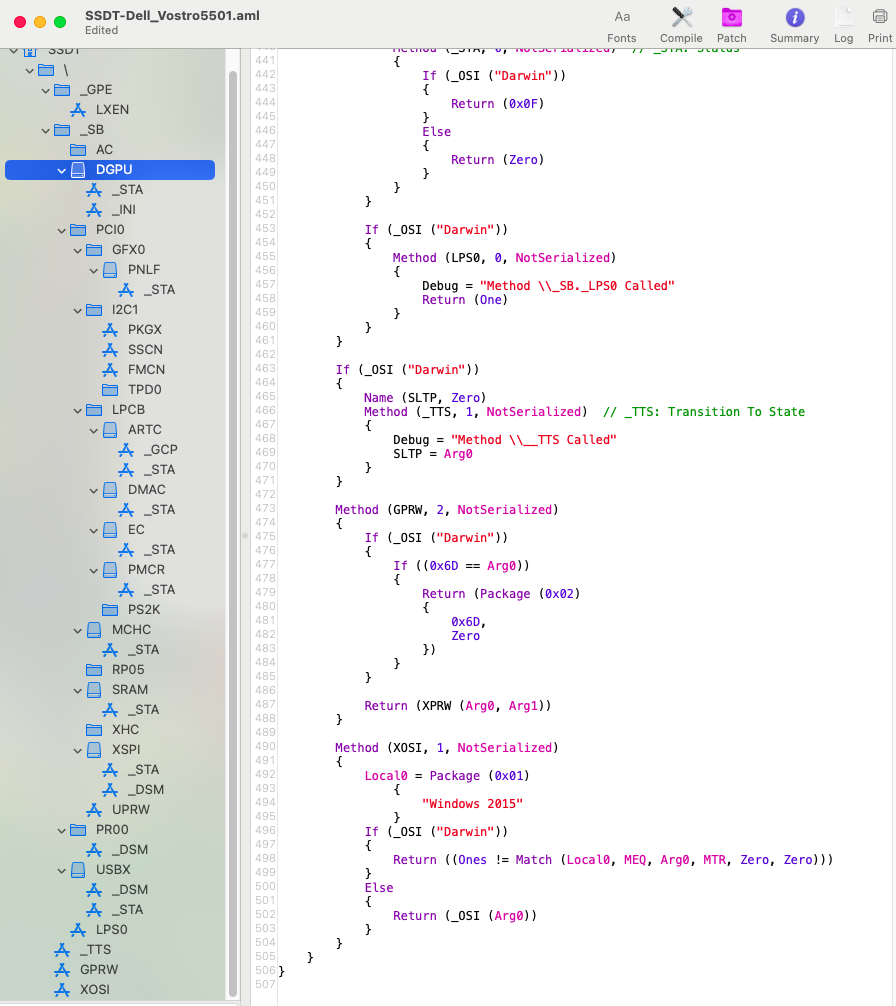 SSDT-Dell_Vostro5501.aml
Edited
Fonts
Compile
Patch
Summary
Log
Print
SSDT
\
_GPE
LXEN
_SB
AC
DGPU
_STA
_INI
PCI0
GFX0
PNLF
_STA
I2C1
PKGX
SSCN
FMCN
TPD0
LPCB
ARTC
_GCP
_STA
DMAC
_STA
EC
_STA
PMCR
_STA
PS2K
MCHC
_STA
RP05
SRAM
_STA
XHC
XSPI
_STA
_DSM
UPRW
PR00
_DSM
USBX
_DSM
_STA
LPS0
_TTS
GPRW
XOSI
440 Method (_STA, 0, NotSerialized)  // _STA: Status
441 {
442 If (_OSI ("Darwin"))
443 {
444 Return (0x0F)
445 }
446 Else
447 {
448 Return (Zero)
449 }
450 }
451 }
452
453 If (_OSI ("Darwin"))
454 {
455 Method (LPS0, 0, NotSerialized)
456 {
457 Debug = "Method \\_SB._LPS0 Called"
458 Return (One)
459 }
460 }
461 }
462
463 If (_OSI ("Darwin"))
464 {
465 Name (SLTP, Zero)
466 Method (_TTS, 1, NotSerialized)  // _TTS: Transition To State
467 {
468 Debug = "Method \\__TTS Called"
469 SLTP = Arg0
470 }
471 }
472
473 Method (GPRW, 2, NotSerialized)
474 {
475 If (_OSI ("Darwin"))
476 {
477 If ((0x6D == Arg0))
478 {
479 Return (Package (0x02)
480 {
481 0x6D,
482 Zero
483 })
484 }
485 }
486
487 Return (XPRW (Arg0, Arg1))
488 }
489
490 Method (XOSI, 1, NotSerialized)
491 {
492 Local0 = Package (0x01)
493 {
494 "Windows 2015"
495 }
496 If (_OSI ("Darwin"))
497 {
498 Return ((Ones != Match (Local0, MEQ, Arg0, MTR, Zero, Zero)))
499 }
500 Else
501 {
502 Return (_OSI (Arg0))
503 }
504 }
505 }
506 }
507